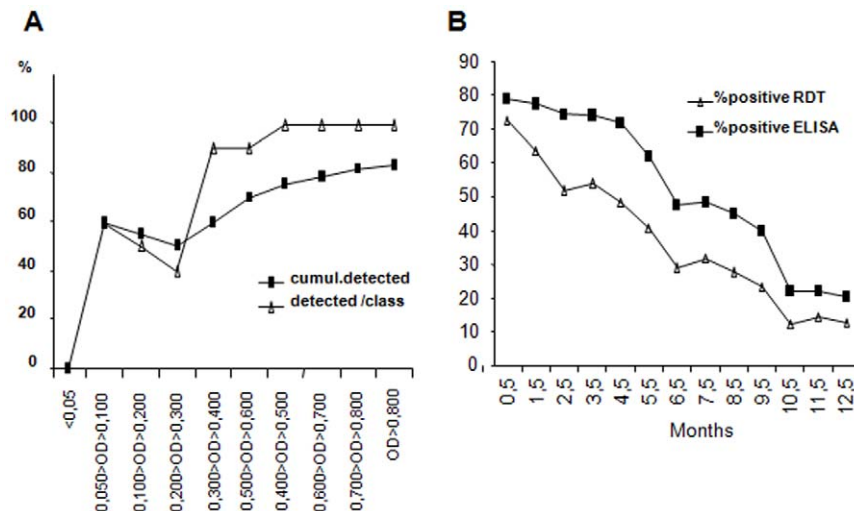 A
%
100
80
60
40
20
0
cumul.detected
detected /class
<0,05
0,050>OD>0,100
0,100>OD>0,200
0,200>OD>0,300
0,300>OD>0,400
0,500>OD>0,600
0,400>OD>0,500
0,600>OD>0,700
0,700>OD>0,800
OD>0,800
B
90
80
70
60
50
40
30
20
10
0
%positive RDT
%positive ELISA
0,5
1,5
2,5
3,5
4,5
5,5
6,5
7,5
8,5
9,5
10,5
11,5
12,5
Months